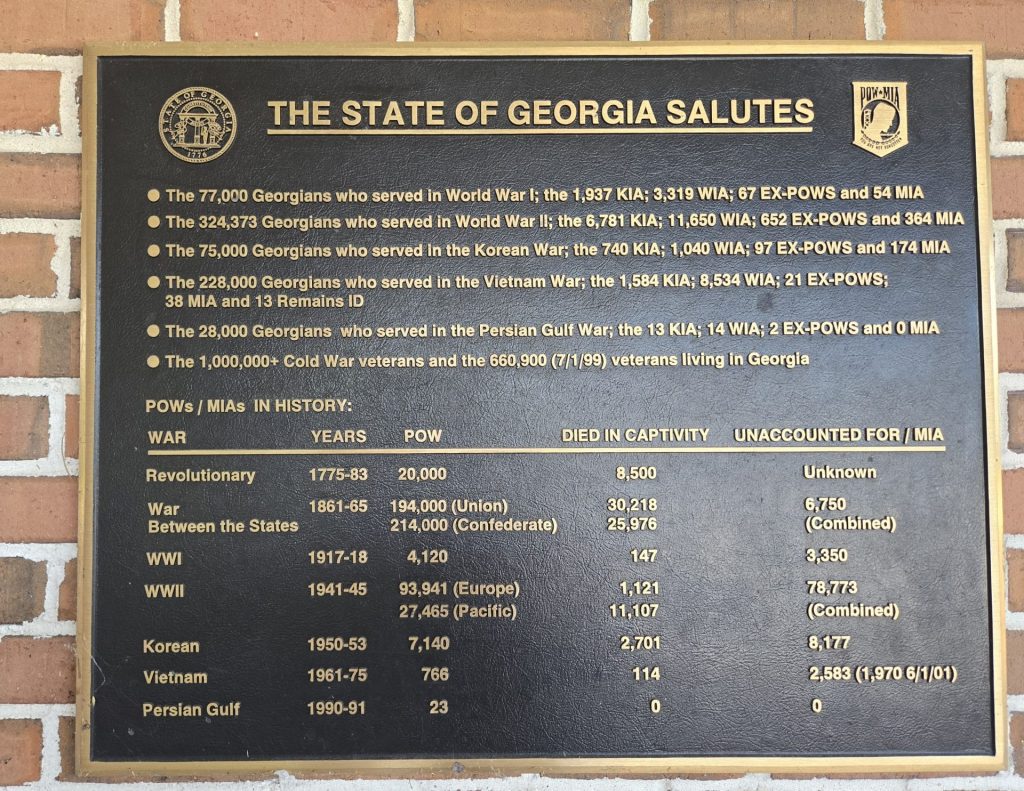 STATE OF GEORGIA
1776
THE STATE OF GEORGIA SALUTES
POW★MIA
YOU ARE NOT FORGOTTEN
● The 77,000 Georgians who served in World War I; the 1,937 KIA; 3,319 WIA; 67 EX-POWS and 54 MIA
● The 324,373 Georgians who served in World War II; the 6,781 KIA; 11,650 WIA; 652 EX-POWS and 364 MIA
● The 75,000 Georgians who served in the Korean War; the 740 KIA; 1,040 WIA; 97 EX-POWS and 174 MIA
● The 228,000 Georgians who served in the Vietnam War; the 1,584 KIA; 8,534 WIA; 21 EX-POWS;
38 MIA and 13 Remains ID
● The 28,000 Georgians who served in the Persian Gulf War; the 13 KIA; 14 WIA; 2 EX-POWS and 0 MIA
● The 1,000,000+ Cold War veterans and the 660,900 (7/1/99) veterans living in Georgia
POWs / MIAs IN HISTORY:
WAR YEARS POW DIED IN CAPTIVITY UNACCOUNTED FOR / MIA
Revolutionary 1775-83 20,000 8,500 Unknown
War 1861-65 194,000 (Union) 30,218 6,750
Between the States 214,000 (Confederate) 25,976 (Combined)
WWI 1917-18 4,120 147 3,350
WWII 1941-45 93,941 (Europe) 1,121 78,773
27,465 (Pacific) 11,107 (Combined)
Korean 1950-53 7,140 2,701 8,177
Vietnam 1961-75 766 114 2,583 (1,970 6/1/01)
Persian Gulf 1990-91 23 0 0